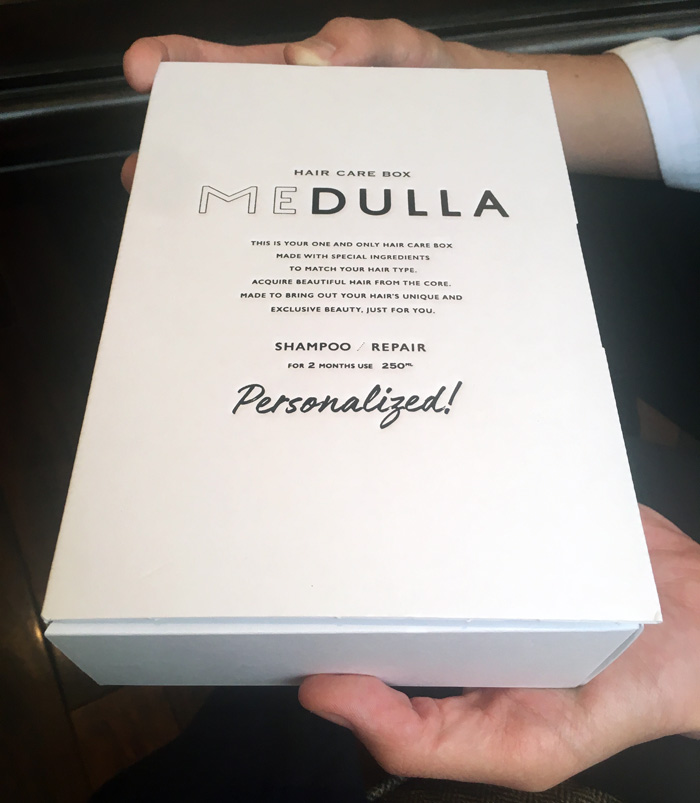 HAIR CARE BOX
MEDULLA
THIS IS YOUR ONE AND ONLY HAIR CARE BOX
MADE WITH SPECIAL INGREDIENTS
TO MATCH YOUR HAIR TYPE.
ACQUIRE BEAUTIFUL HAIR FROM THE CORE.
MADE TO BRING OUT YOUR HAIR'S UNIQUE AND
EXCLUSIVE BEAUTY, JUST FOR YOU.
SHAMPOO / REPAIR
FOR 2 MONTHS USE 250ML
Personalized!